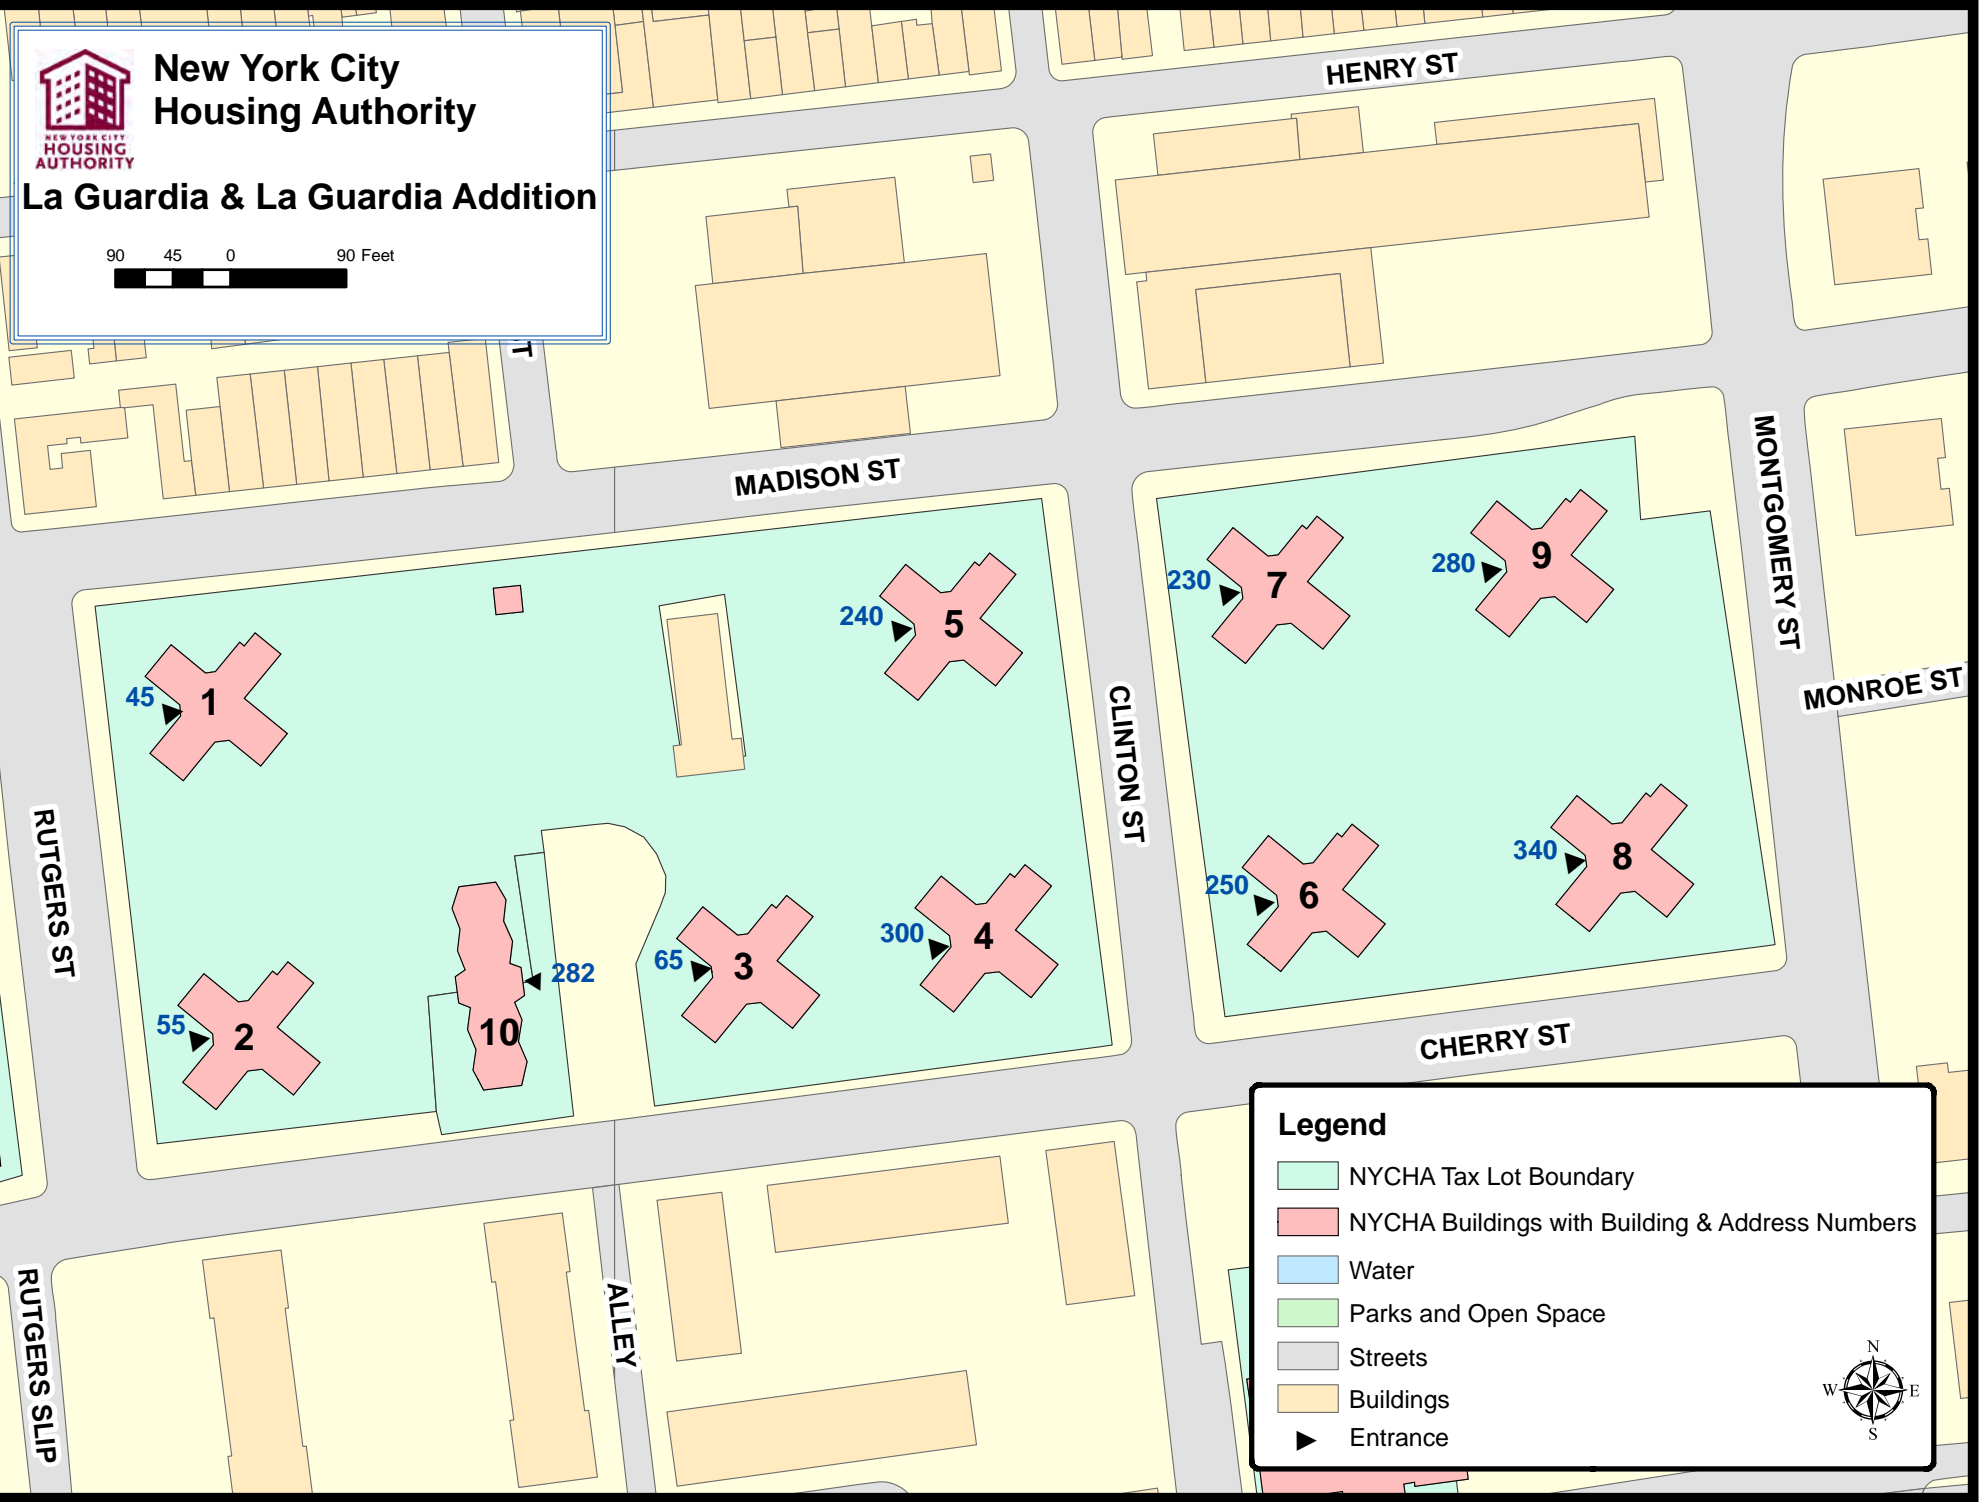 New York City
Housing Authority
NEW YORK CITY
HOUSING
AUTHORITY
La Guardia & La Guardia Addition
90 45 0 90 Feet
HENRY ST
MADISON ST
MONTGOMERY ST
MONROE ST
CLINTON ST
CHERRY ST
RUTGERS ST
RUTGERS SLIP
ALLEY
ST
45 1
55 2
65 3
300 4
240 5
250 6
230 7
340 8
280 9
10 282
Legend
NYCHA Tax Lot Boundary
NYCHA Buildings with Building & Address Numbers
Water
Parks and Open Space
Streets
Buildings
Entrance
N
W E
S